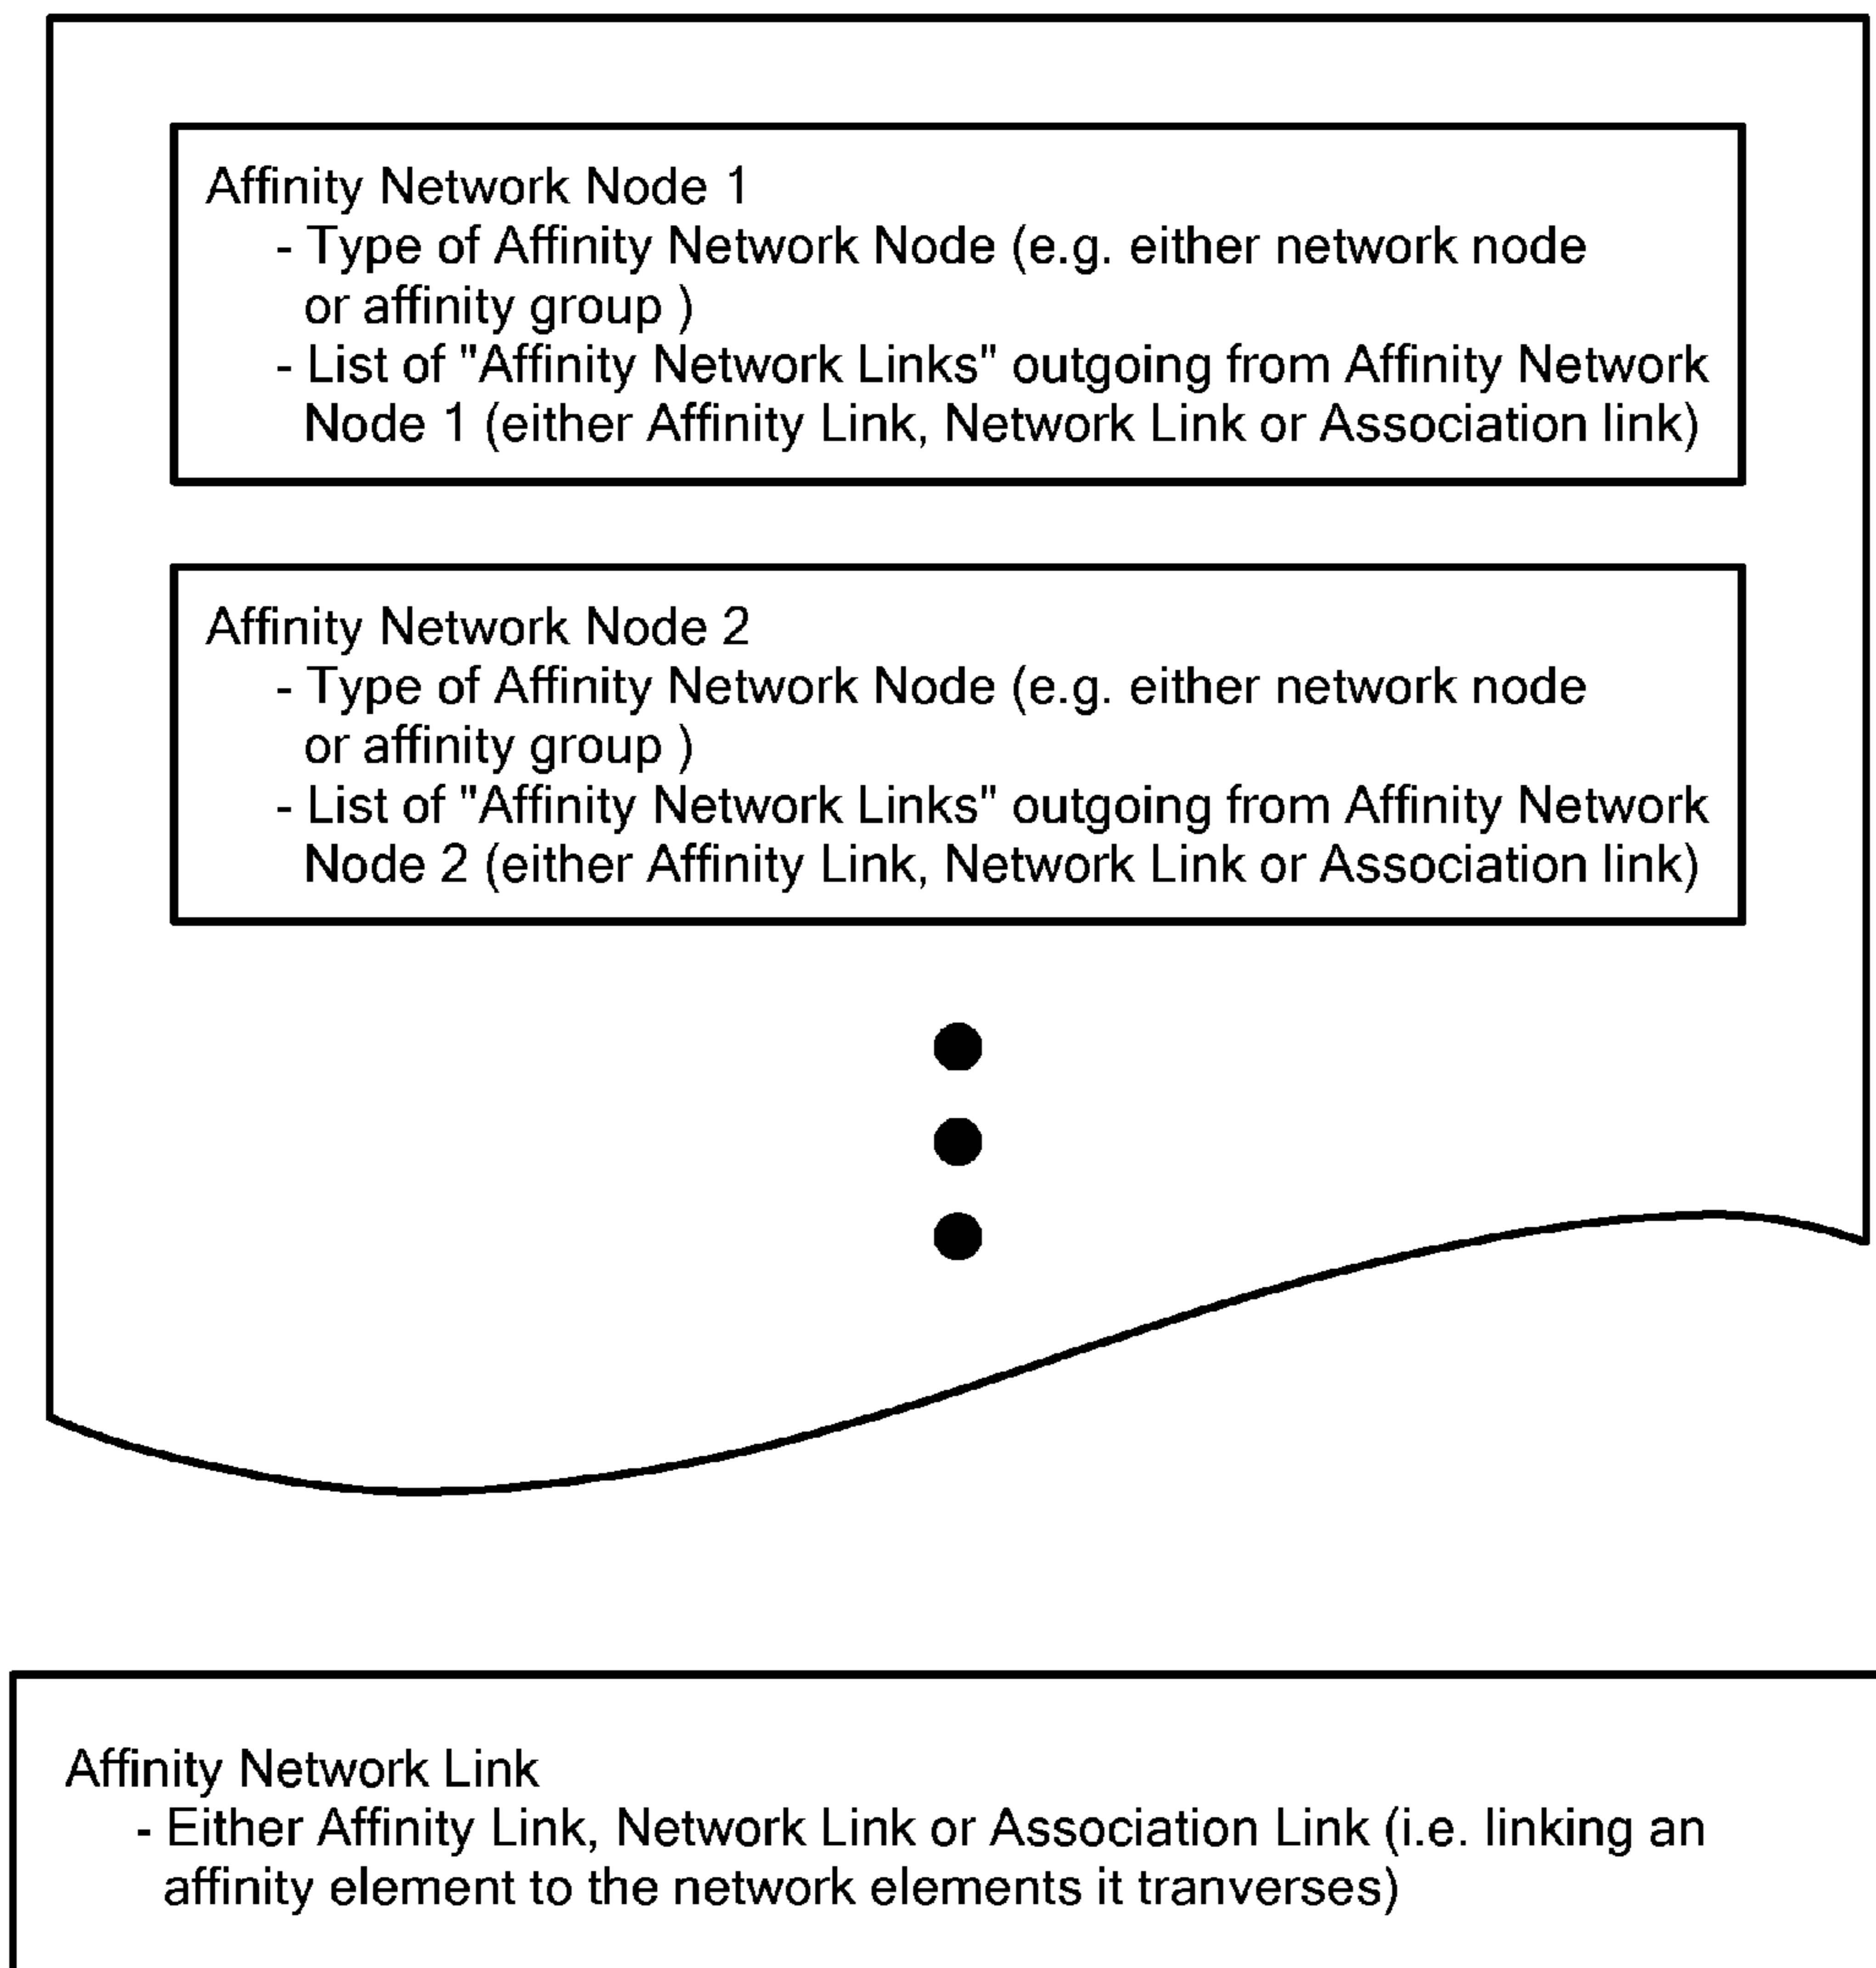 Affinity Network Node 1
- Type of Affinity Network Node (e.g. either network node
or affinity group )
- List of "Affinity Network Links" outgoing from Affinity Network
Node 1 (either Affinity Link, Network Link or Association link)
Affinity Network Node 2
- Type of Affinity Network Node (e.g. either network node
or affinity group )
- List of "Affinity Network Links" outgoing from Affinity Network
Node 2 (either Affinity Link, Network Link or Association link)
Affinity Network Link
- Either Affinity Link, Network Link or Association Link (i.e. linking an
affinity element to the network elements it tranverses)